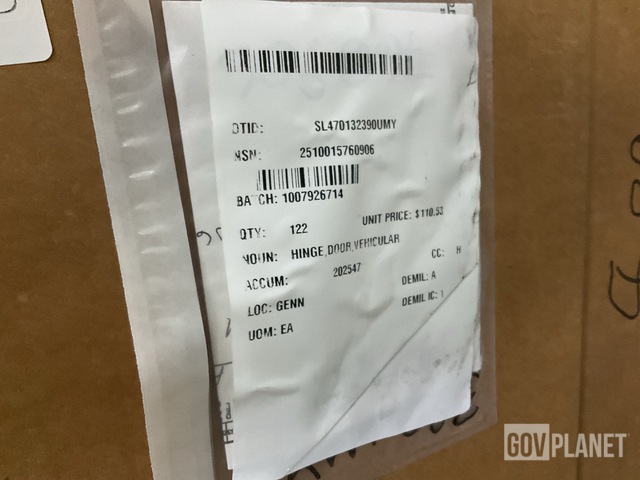 DTID: SL470132390UMY
NSN: 2510015760906
BATCH: 1007926714
QTY: 122 UNIT PRICE: $110.53
NOUN: HINGE,DOOR,VEHICULAR
ACCUM: 202547 CC: H
LOC: GENN DEMIL: A
UOM: EA DEMIL IC: 1
GOVPLANET